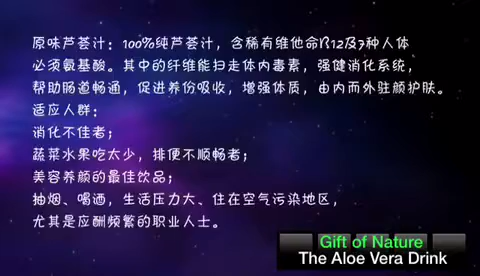 原味芦荟汁：100%纯芦荟汁，含稀有维他命B12及7种人体
必须氨基酸。其中的纤维能扫走体内毒素，强健消化系统，
帮助肠道畅通，促进养份吸收，增强体质，由内而外驻颜护肤。
适应人群：
消化不佳者；
蔬菜水果吃太少，排便不顺畅者；
美容养颜的最佳饮品；
抽烟、喝酒，生活压力大、住在空气污染地区，
尤其是应酬频繁的职业人士。
Gift of Nature
The Aloe Vera Drink